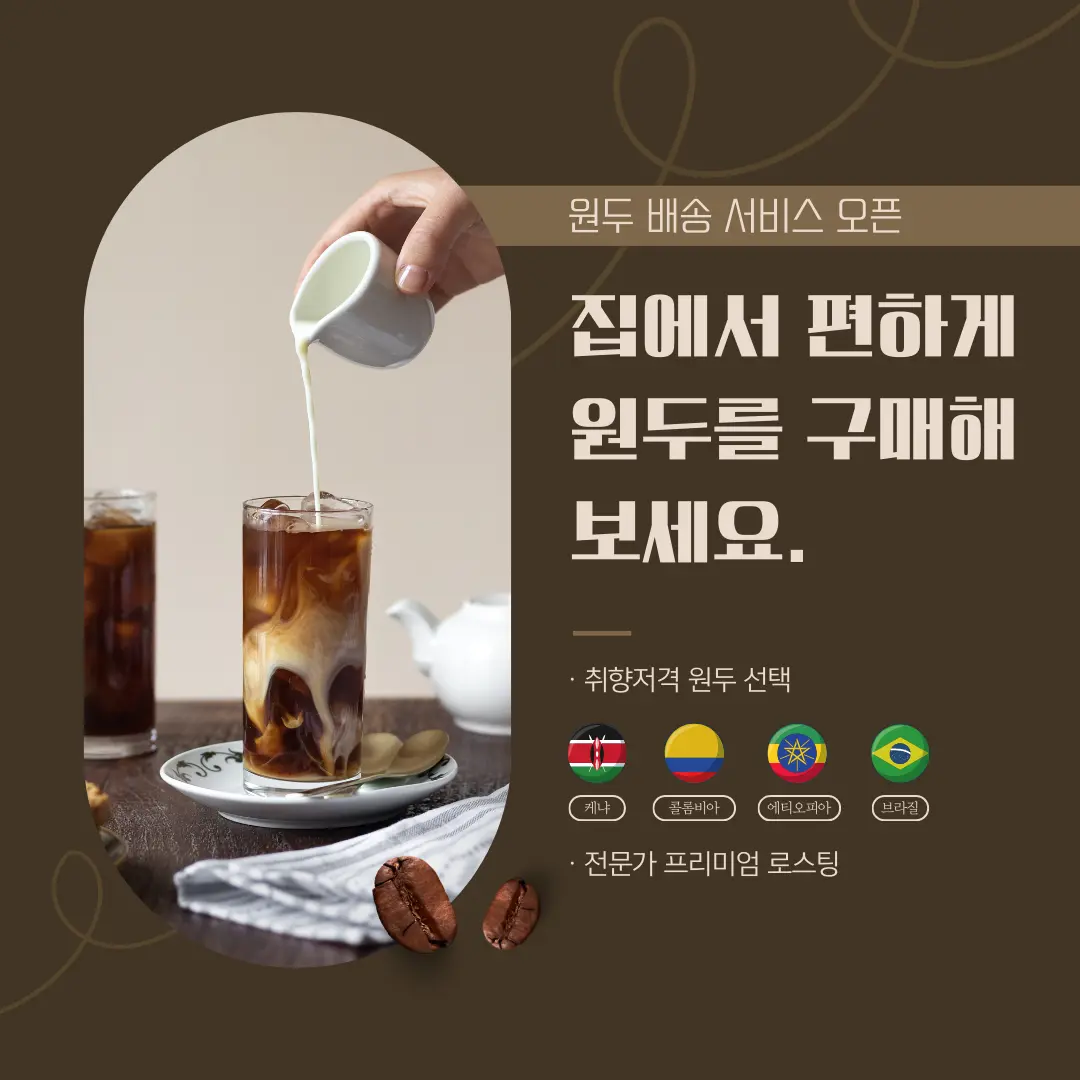 원두 배송 서비스 오픈
집에서 편하게
원두를 구매해
보세요.
· 취향저격 원두 선택
케냐 콜롬비아 에티오피아 브라질
· 전문가 프리미엄 로스팅